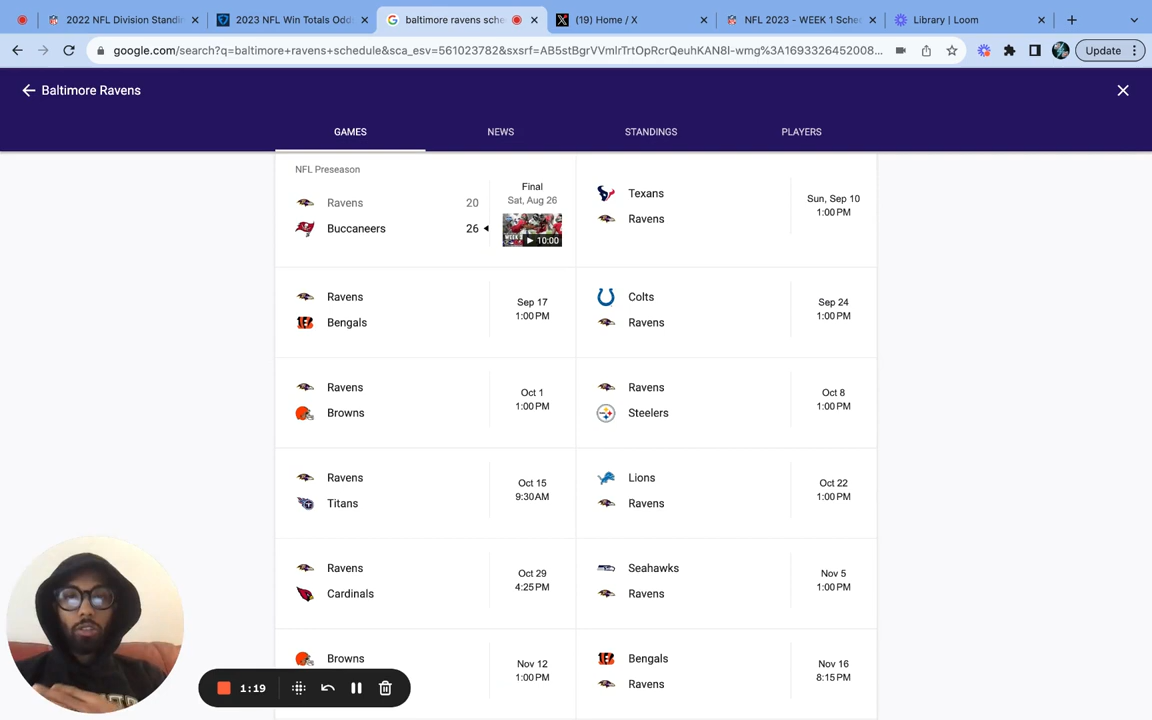 2022 NFL Division Standi
2023 NFL Win Totals Odd
baltimore ravens sche
(19) Home / X
NFL 2023 - WEEK 1 Sche
Library | Loom
google.com/search?q=baltimore+ravens+schedule&sca_esv=561023782&sxsrf=AB5stBgrVVmIrTrtOpRcrQeuhKAN8I-wmg%3A1693326452008...
Update
Baltimore Ravens
GAMES
NEWS
STANDINGS
PLAYERS
NFL Preseason
Ravens 20
Buccaneers 26
Final
Sat, Aug 26
10:00
Texans
Ravens
Sun, Sep 10
1:00 PM
Ravens
Bengals
Sep 17
1:00 PM
Colts
Ravens
Sep 24
1:00 PM
Ravens
Browns
Oct 1
1:00 PM
Ravens
Steelers
Oct 8
1:00 PM
Ravens
Titans
Oct 15
9:30 AM
Lions
Ravens
Oct 22
1:00 PM
Ravens
Cardinals
Oct 29
4:25 PM
Seahawks
Ravens
Nov 5
1:00 PM
Browns
Nov 12
1:00 PM
Bengals
Ravens
Nov 16
8:15 PM
1:19